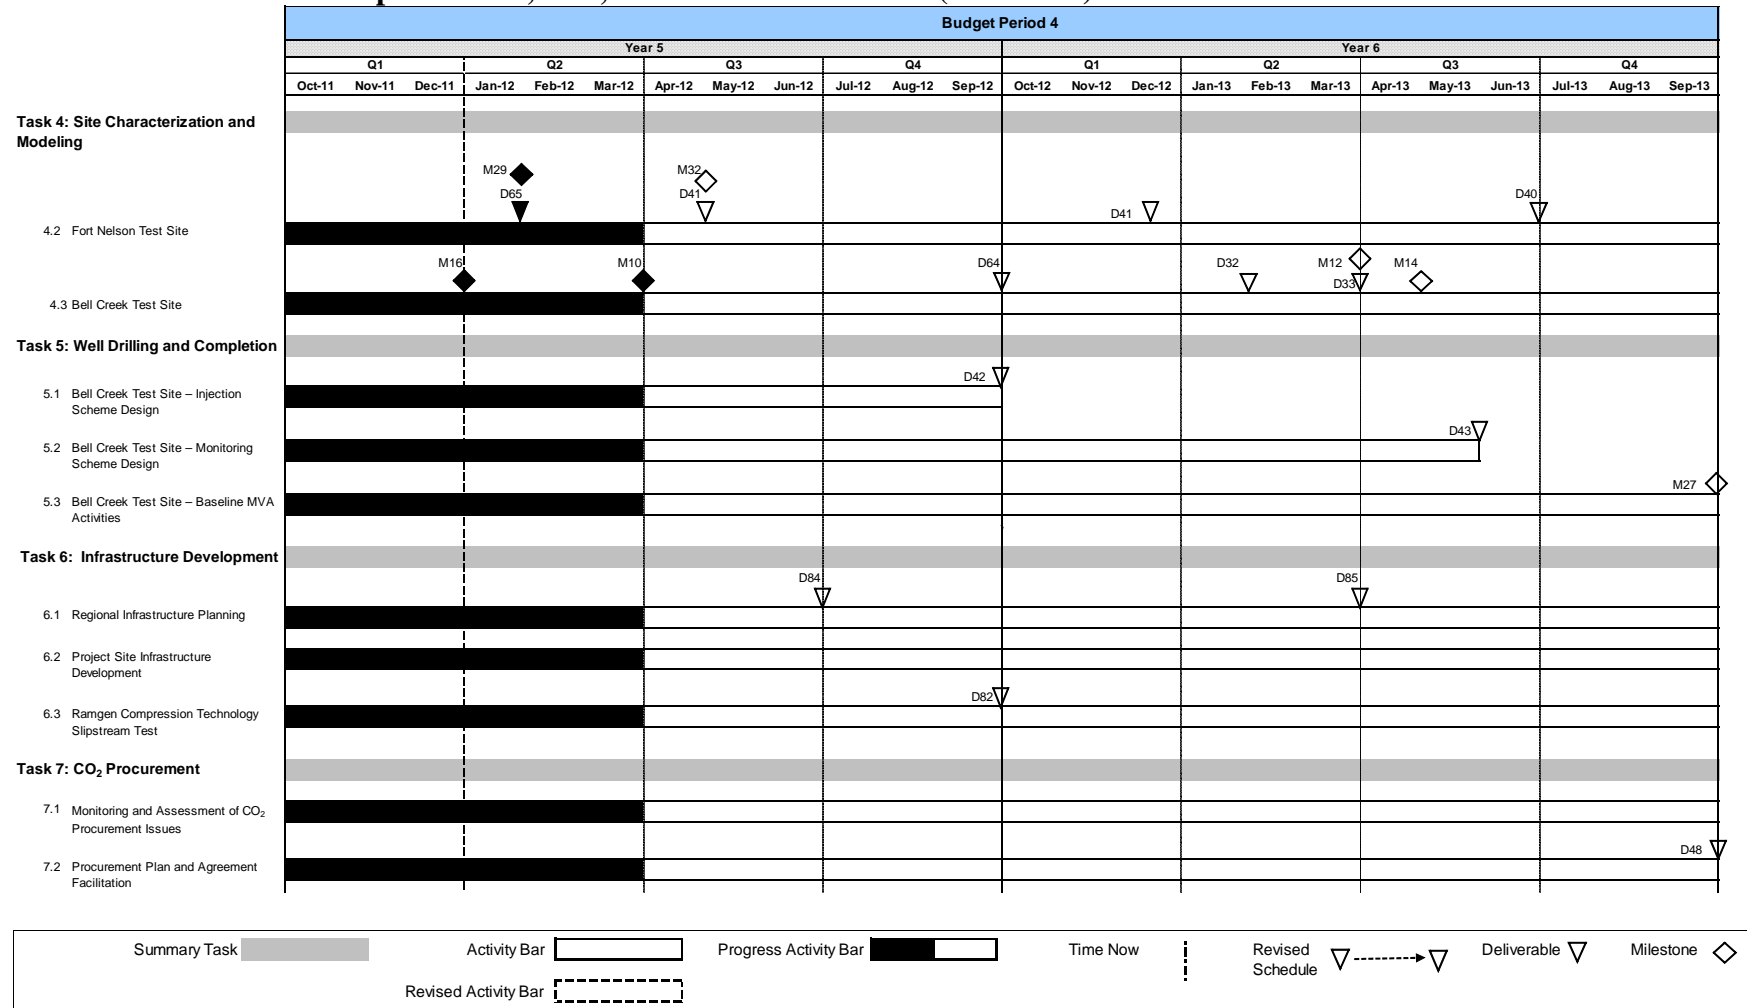 Budget Period 4
Year 5 Year 6
Q1 Q2 Q3 Q4 Q1 Q2 Q3 Q4
Oct-11 Nov-11 Dec-11 Jan-12 Feb-12 Mar-12 Apr-12 May-12 Jun-12 Jul-12 Aug-12 Sep-12 Oct-12 Nov-12 Dec-12 Jan-13 Feb-13 Mar-13 Apr-13 May-13 Jun-13 Jul-13 Aug-13 Sep-13
Task 4: Site Characterization and
Modeling
M29 M32
D65 D41 D41 D40
4.2 Fort Nelson Test Site
M16 M10 D64 D32 M12 M14
D33
4.3 Bell Creek Test Site
Task 5: Well Drilling and Completion
D42
5.1 Bell Creek Test Site – Injection
Scheme Design
D43
5.2 Bell Creek Test Site – Monitoring
Scheme Design
M27
5.3 Bell Creek Test Site – Baseline MVA
Activities
Task 6: Infrastructure Development
D84 D85
6.1 Regional Infrastructure Planning
6.2 Project Site Infrastructure
Development
D82
6.3 Ramgen Compression Technology
Slipstream Test
Task 7: CO₂ Procurement
7.1 Monitoring and Assessment of CO₂
Procurement Issues
D48
7.2 Procurement Plan and Agreement
Facilitation
Summary Task Activity Bar Progress Activity Bar Time Now Revised Deliverable Milestone
Schedule
Revised Activity Bar